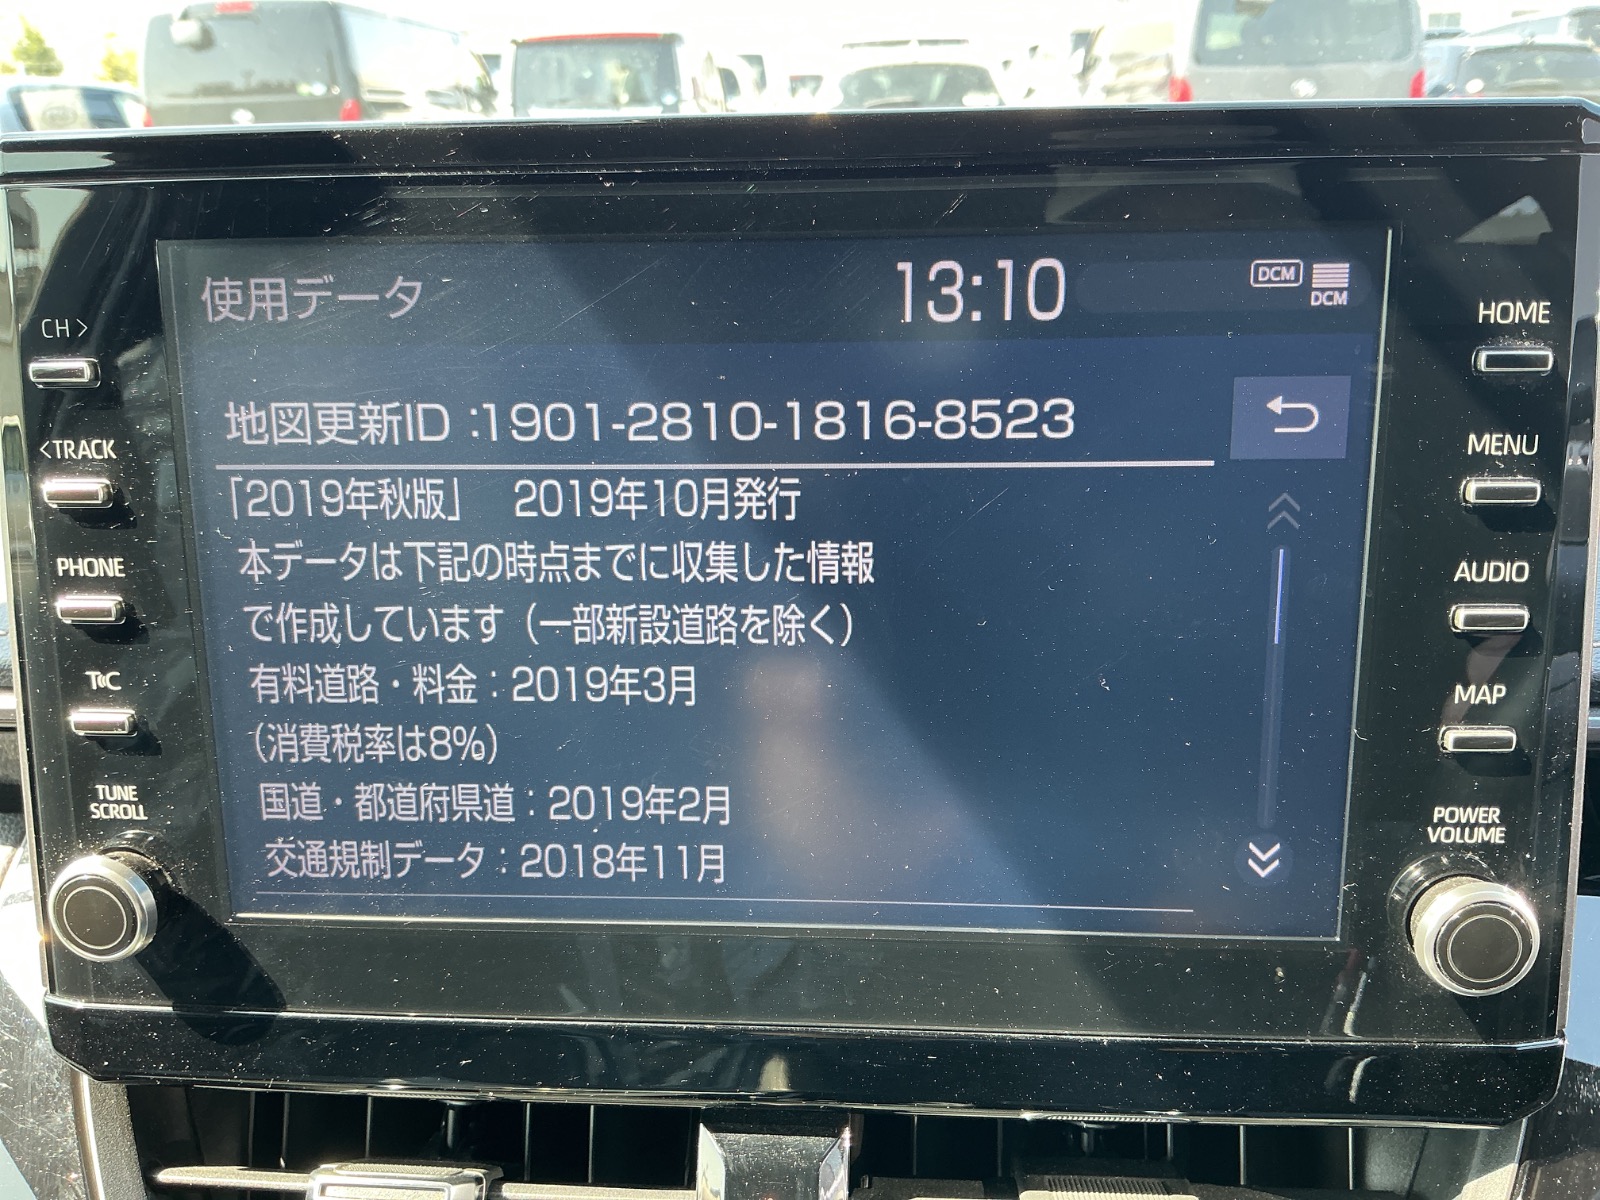 使用データ
13:10
DCM
DCM
地図更新ID :1901-2810-1816-8523
「2019年秋版」　2019年10月発行
本データは下記の時点までに収集した情報
で作成しています（一部新設道路を除く）
有料道路・料金：2019年3月
（消費税率は8%）
国道・都道府県道：2019年2月
交通規制データ：2018年11月
CH >
<TRACK
PHONE
T C
TUNE
SCROLL
HOME
MENU
AUDIO
MAP
POWER
VOLUME